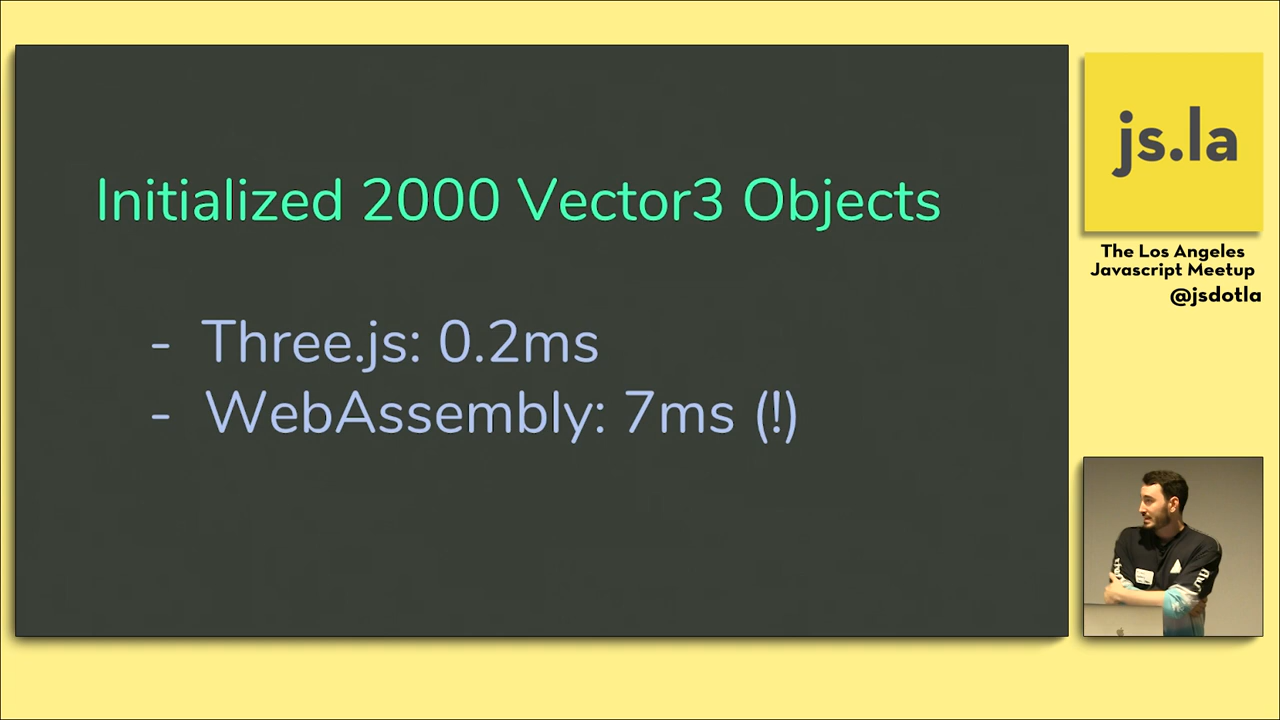 Initialized 2000 Vector3 Objects
- Three.js: 0.2ms
- WebAssembly: 7ms (!)
js.la
The Los Angeles
Javascript Meetup
@jsdotla